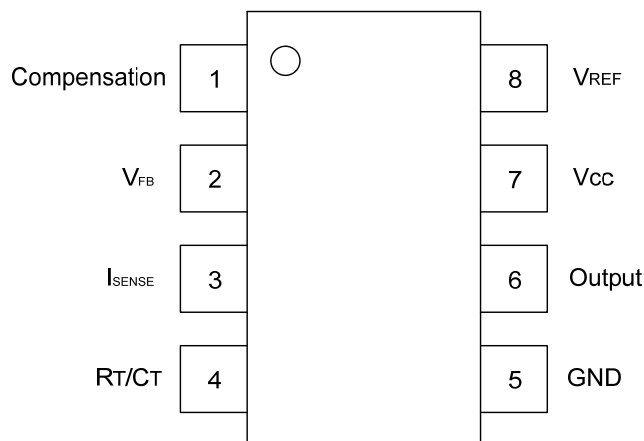 Compensation 1 8 VREF
VFB 2 7 VCC
ISENSE 3 6 Output
RT/CT 4 5 GND